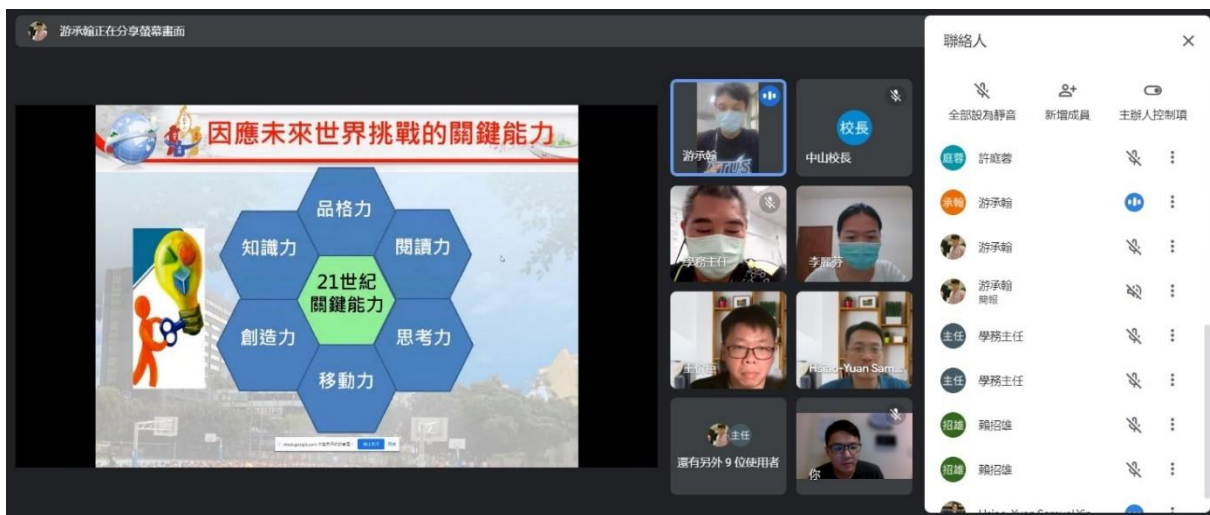 游承翰正在分享螢幕畫面
因應未來世界挑戰的關鍵能力
品格力
知識力
閱讀力
21世紀
關鍵能力
創造力
思考力
移動力
游承翰
校長
中山校長
學務主任
李麗芬
Hsiao-Yuan Sam...
主任
還有另外 9 位使用者
你
聯絡人
全部設為靜音
新增成員
主辦人控制項
庭蓉 許庭蓉
承翰 游承翰
游承翰
游承翰
簡報
主任 學務主任
主任 學務主任
招雄 賴招雄
招雄 賴招雄